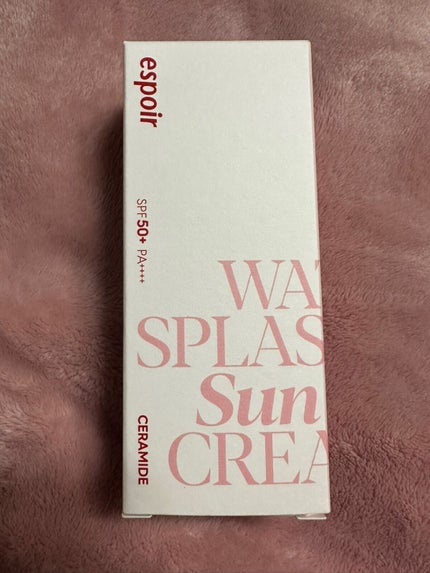 espoir
SPF50+ PA++++
CERAMIDE
WAT
SPLAS
Sun
CREA